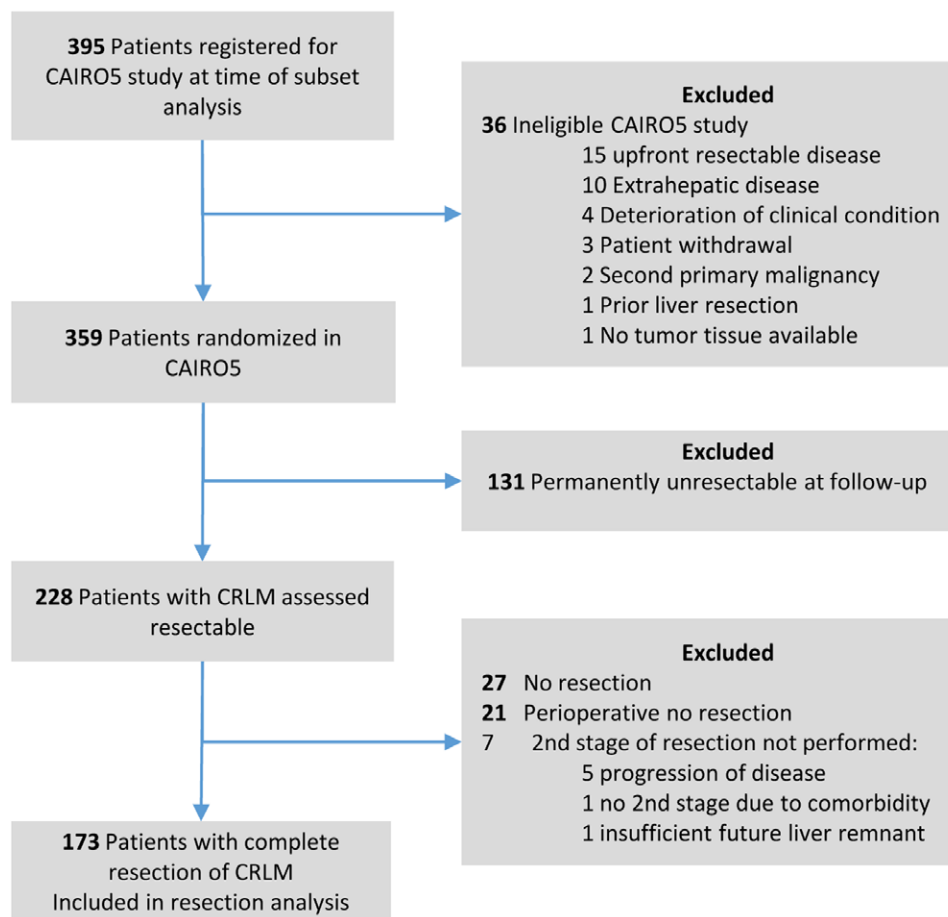 395 Patients registered for
CAIRO5 study at time of subset
analysis
Excluded
36 Ineligible CAIRO5 study
15 upfront resectable disease
10 Extrahepatic disease
4 Deterioration of clinical condition
3 Patient withdrawal
2 Second primary malignancy
1 Prior liver resection
1 No tumor tissue available
359 Patients randomized in
CAIRO5
Excluded
131 Permanently unresectable at follow-up
228 Patients with CRLM assessed
resectable
Excluded
27 No resection
21 Perioperative no resection
7 2nd stage of resection not performed:
5 progression of disease
1 no 2nd stage due to comorbidity
1 insufficient future liver remnant
173 Patients with complete
resection of CRLM
Included in resection analysis